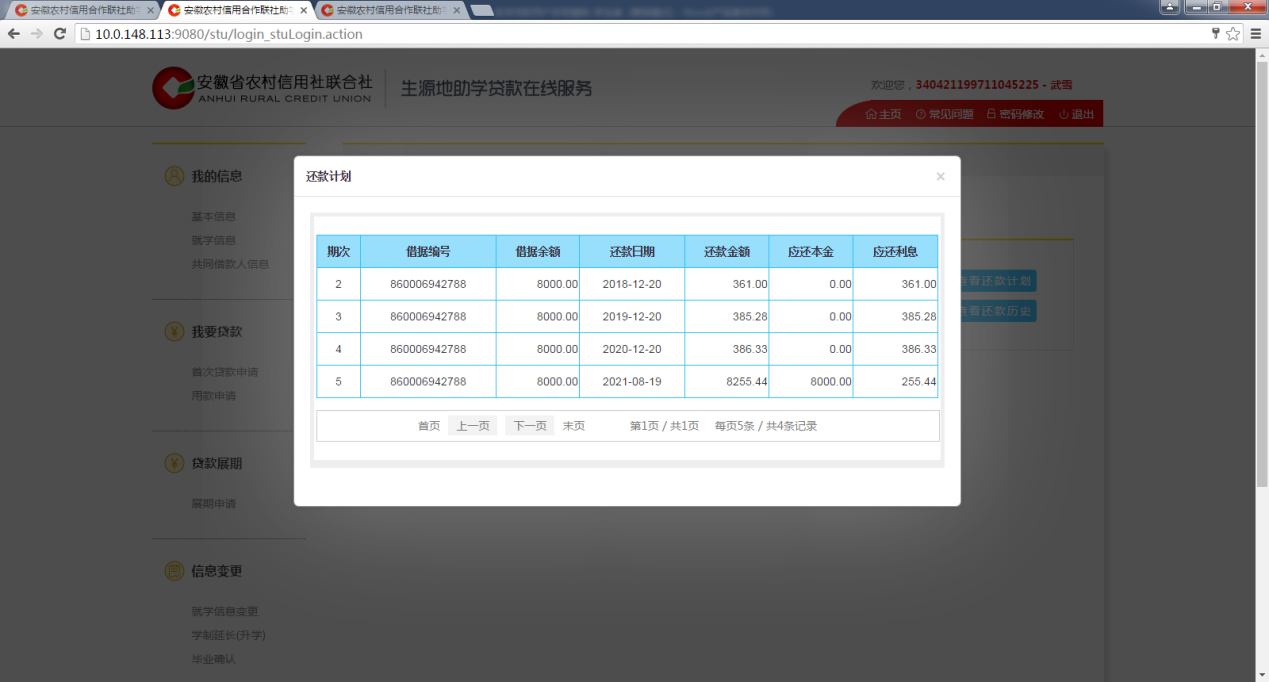 安徽农村信用合作联社助
安徽农村信用合作联社助
安徽农村信用合作联社助
10.0.148.113:9080/stu/login_stuLogin.action
安徽省农村信用社联合社
ANHUI RURAL CREDIT UNION
生源地助学贷款在线服务
欢迎您，340421199711045225 - 武雪
主页 常见问题 密码修改 退出
我的信息
基本信息
就学信息
共同借款人信息
我要贷款
首次贷款申请
用款申请
贷款展期
展期申请
信息变更
就学信息变更
学制延长(升学)
毕业确认
还款计划 ×
期次 借据编号 借据余额 还款日期 还款金额 应还本金 应还利息
2 860006942788 8000.00 2018-12-20 361.00 0.00 361.00
3 860006942788 8000.00 2019-12-20 385.28 0.00 385.28
4 860006942788 8000.00 2020-12-20 386.33 0.00 386.33
5 860006942788 8000.00 2021-08-19 8255.44 8000.00 255.44
首页 上一页 下一页 末页 第1页 / 共1页 每页5条 / 共4条记录
看还款计划
看还款历史